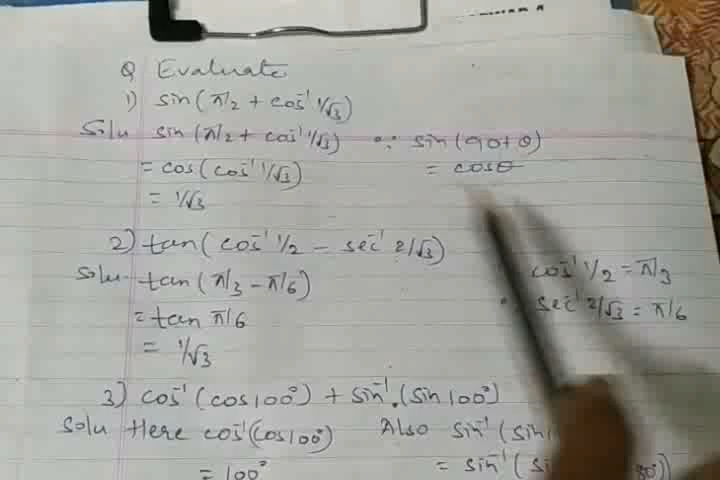 Q Evaluate
1) sin(π/2 + cos⁻¹ 1/√3)
Solu sin(π/2 + cos⁻¹ 1/√3) ∵ sin(90+θ)
= cos(cos⁻¹ 1/√3) = cosθ
= 1/√3
2) tan(cos⁻¹ 1/2 − sec⁻¹ 2/√3)
Solu- tan(π/3 − π/6) cos⁻¹ 1/2 = π/3
= tan π/6 sec⁻¹ 2/√3 = π/6
= 1/√3
3) cos⁻¹(cos100°) + sin⁻¹.(sin100°)
Solu Here cos⁻¹(cos100°) Also sin⁻¹(sin
= 100° = sin⁻¹(